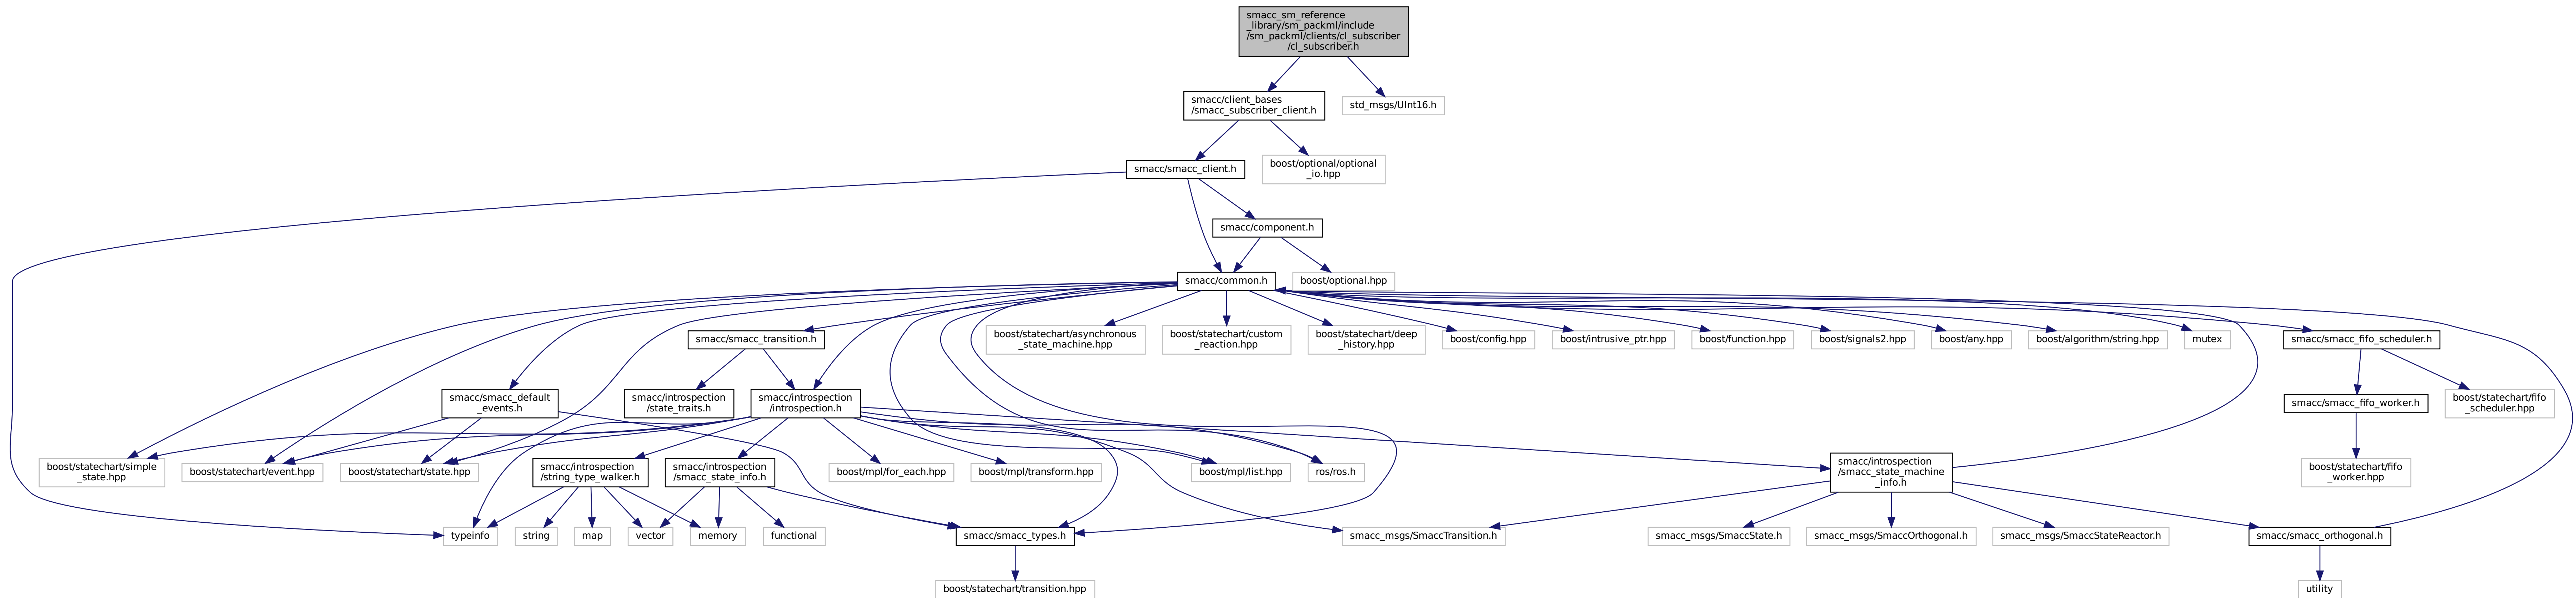 smacc_sm_reference
_library/sm_packml/include
/sm_packml/clients/cl_subscriber
/cl_subscriber.h
smacc/client_bases
/smacc_subscriber_client.h
std_msgs/UInt16.h
smacc/smacc_client.h
boost/optional/optional
_io.hpp
smacc/component.h
smacc/common.h
boost/optional.hpp
smacc/smacc_transition.h
boost/statechart/asynchronous
_state_machine.hpp
boost/statechart/custom
_reaction.hpp
boost/statechart/deep
_history.hpp
boost/config.hpp
boost/intrusive_ptr.hpp
boost/function.hpp
boost/signals2.hpp
boost/any.hpp
boost/algorithm/string.hpp
mutex
smacc/smacc_fifo_scheduler.h
smacc/smacc_default
_events.h
smacc/introspection
/state_traits.h
smacc/introspection
/introspection.h
smacc/smacc_fifo_worker.h
boost/statechart/fifo
_scheduler.hpp
boost/statechart/simple
_state.hpp
boost/statechart/event.hpp
boost/statechart/state.hpp
smacc/introspection
/string_type_walker.h
smacc/introspection
/smacc_state_info.h
boost/mpl/for_each.hpp
boost/mpl/transform.hpp
boost/mpl/list.hpp
ros/ros.h
smacc/introspection
/smacc_state_machine
_info.h
boost/statechart/fifo
_worker.hpp
typeinfo
string
map
vector
memory
functional
smacc/smacc_types.h
smacc_msgs/SmaccTransition.h
smacc_msgs/SmaccState.h
smacc_msgs/SmaccOrthogonal.h
smacc_msgs/SmaccStateReactor.h
smacc/smacc_orthogonal.h
boost/statechart/transition.hpp
utility